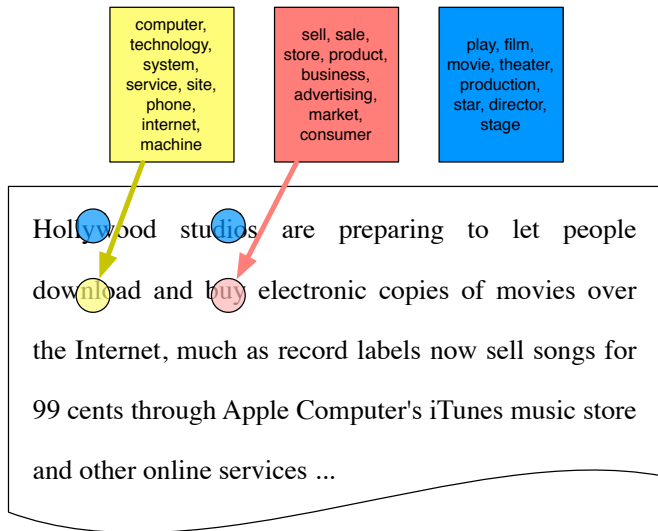 computer,
technology,
system,
service, site,
phone,
internet,
machine
sell, sale,
store, product,
business,
advertising,
market,
consumer
play, film,
movie, theater,
production,
star, director,
stage
Hollywood studios are preparing to let people
download and buy electronic copies of movies over
the Internet, much as record labels now sell songs for
99 cents through Apple Computer's iTunes music store
and other online services ...